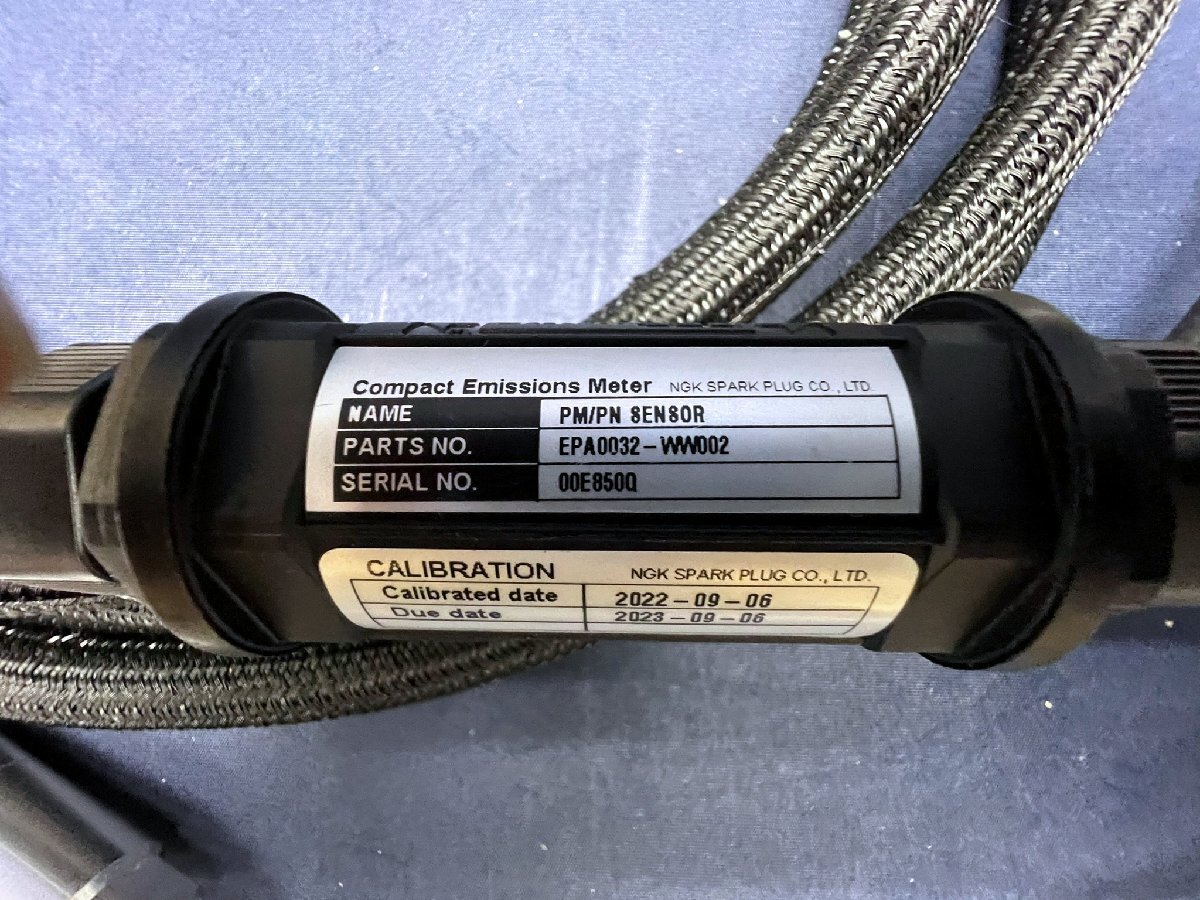 Compact Emissions Meter NGK SPARK PLUG CO., LTD.
NAME PM/PN SENSOR
PARTS NO. EPA0032-WW002
SERIAL NO. 00E850Q
CALIBRATION NGK SPARK PLUG CO., LTD.
Calibrated date 2022-09-06
Due date 2023-09-06